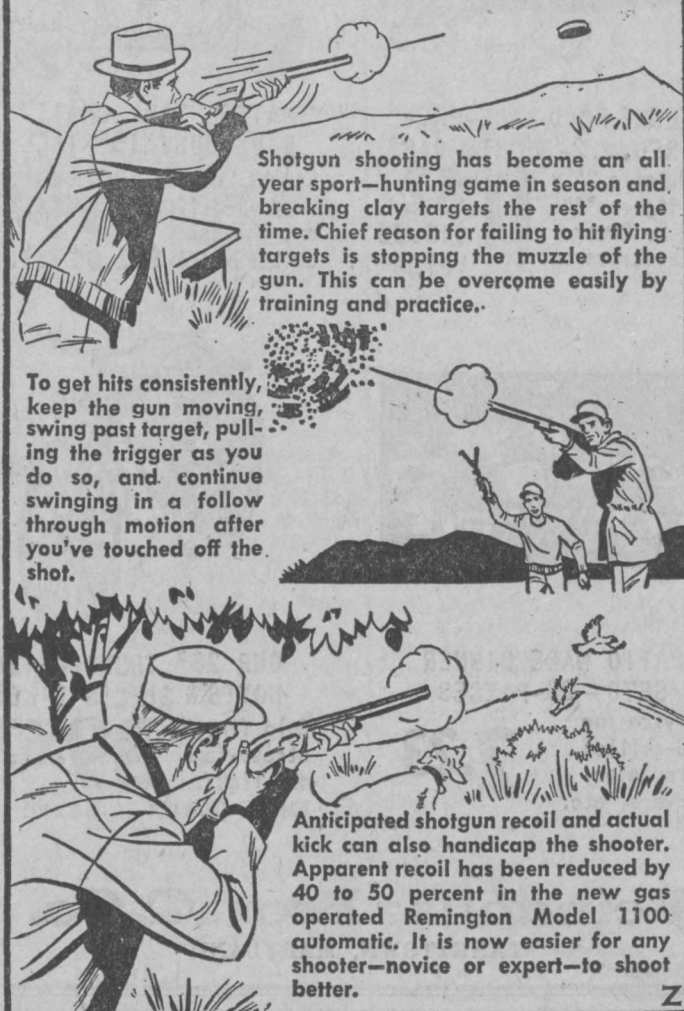 Shotgun shooting has become an all
year sport—hunting game in season and
breaking clay targets the rest of the
time. Chief reason for failing to hit flying
targets is stopping the muzzle of the
gun. This can be overcome easily by
training and practice.
To get hits consistently,
keep the gun moving,
swing past target, pull-
ing the trigger as you
do so, and continue
swinging in a follow
through motion after
you've touched off the
shot.
Anticipated shotgun recoil and actual
kick can also handicap the shooter.
Apparent recoil has been reduced by
40 to 50 percent in the new gas
operated Remington Model 1100
automatic. It is now easier for any
shooter—novice or expert—to shoot
better.
Z